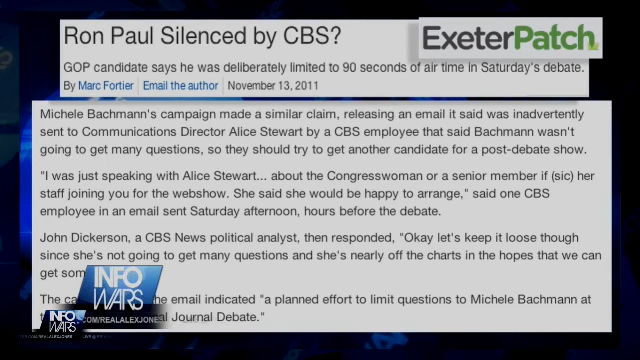 Ron Paul Silenced by CBS?
ExeterPatch
GOP candidate says he was deliberately limited to 90 seconds of air time in Saturday's debate.
By Marc Fortier Email the author November 13, 2011
Michele Bachmann's campaign made a similar claim, releasing an email it said was inadvertently
sent to Communications Director Alice Stewart by a CBS employee that said Bachmann wasn't
going to get many questions, so they should try to get another candidate for a post-debate show.
"I was just speaking with Alice Stewart... about the Congresswoman or a senior member if (sic) her
staff joining you for the webshow. She said she would be happy to arrange," said one CBS
employee in an email sent Saturday afternoon, hours before the debate.
John Dickerson, a CBS News political analyst, then responded, "Okay let's keep it loose though
since she's not going to get many questions and she's nearly off the charts in the hopes that we can
get
The email indicated "a planned effort to limit questions to Michele Bachmann at
Journal Debate."
INFO
WARS
.COM/REALALEXJONES
INFO
WARS